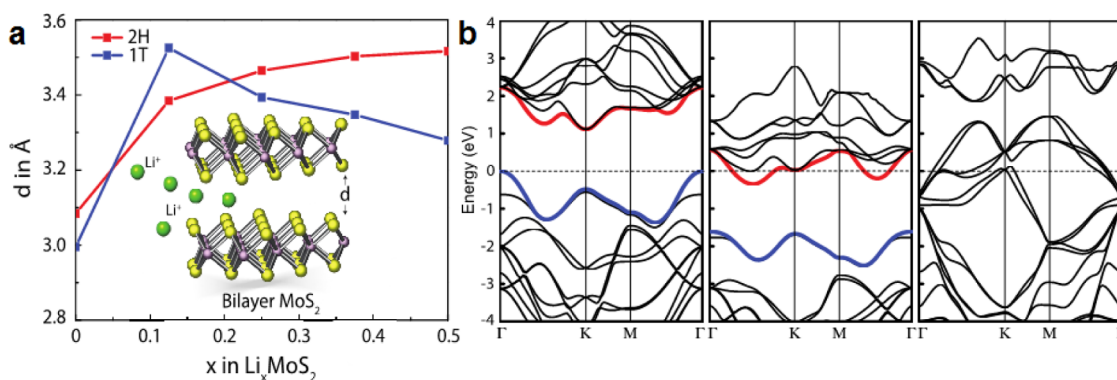 a
2H
1T
3.6
3.4
3.2
3.0
2.8
d in Å
Li⁺
Li⁺
d
Bilayer MoS₂
0 0.1 0.2 0.3 0.4 0.5
x in LiₓMoS₂
b
Energy (eV)
4
3
2
1
0
-1
-2
-3
-4
Γ K M Γ
Γ K M Γ
Γ K M